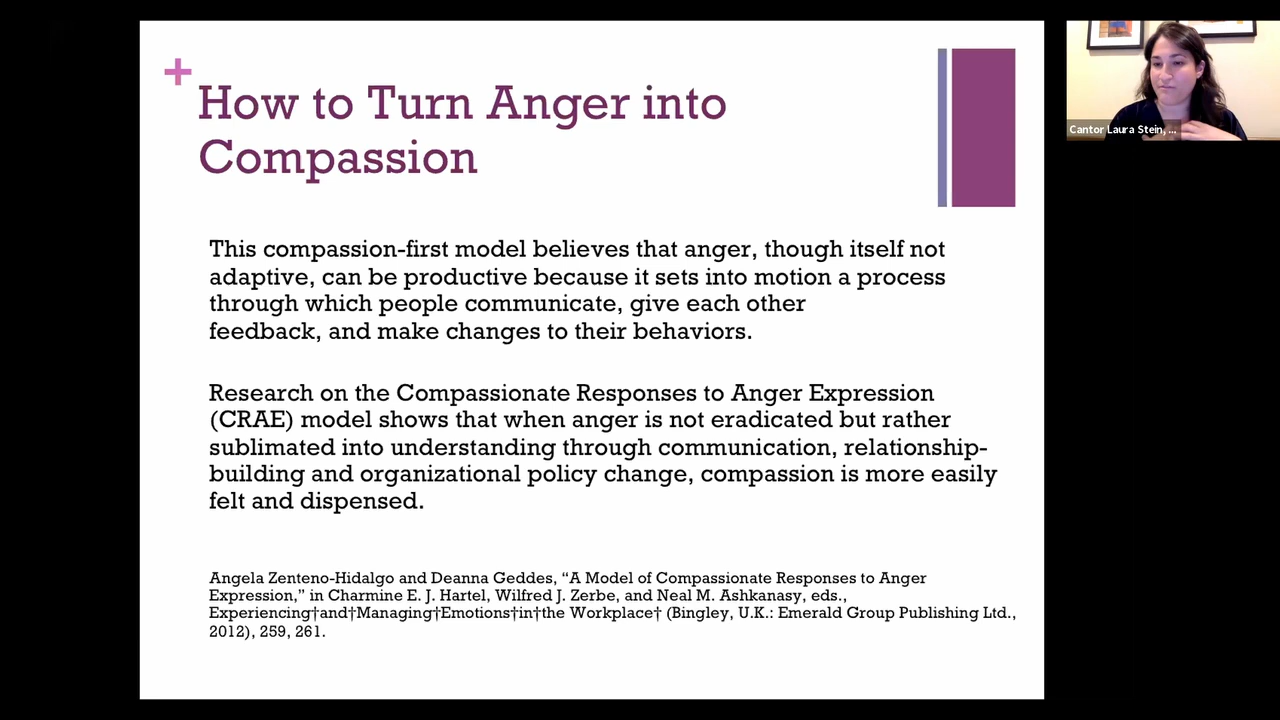 How to Turn Anger into
Compassion
This compassion-first model believes that anger, though itself not
adaptive, can be productive because it sets into motion a process
through which people communicate, give each other
feedback, and make changes to their behaviors.
Research on the Compassionate Responses to Anger Expression
(CRAE) model shows that when anger is not eradicated but rather
sublimated into understanding through communication, relationship-
building and organizational policy change, compassion is more easily
felt and dispensed.
Angela Zenteno-Hidalgo and Deanna Geddes, “A Model of Compassionate Responses to Anger
Expression,” in Charmine E. J. Hartel, Wilfred J. Zerbe, and Neal M. Ashkanasy, eds.,
Experiencing†and†Managing†Emotions†in†the Workplace† (Bingley, U.K.: Emerald Group Publishing Ltd.,
2012), 259, 261.
Cantor Laura Stein, ...